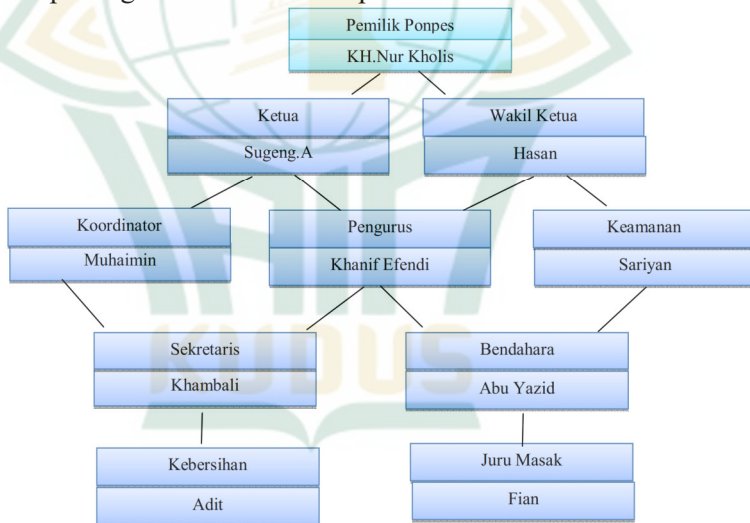 Pemilik Ponpes
KH.Nur Kholis
Ketua
Sugeng.A
Wakil Ketua
Hasan
Koordinator
Muhaimin
Pengurus
Khanif Efendi
Keamanan
Sariyan
Sekretaris
Khambali
Bendahara
Abu Yazid
KUDUS
Kebersihan
Adit
Juru Masak
Fian